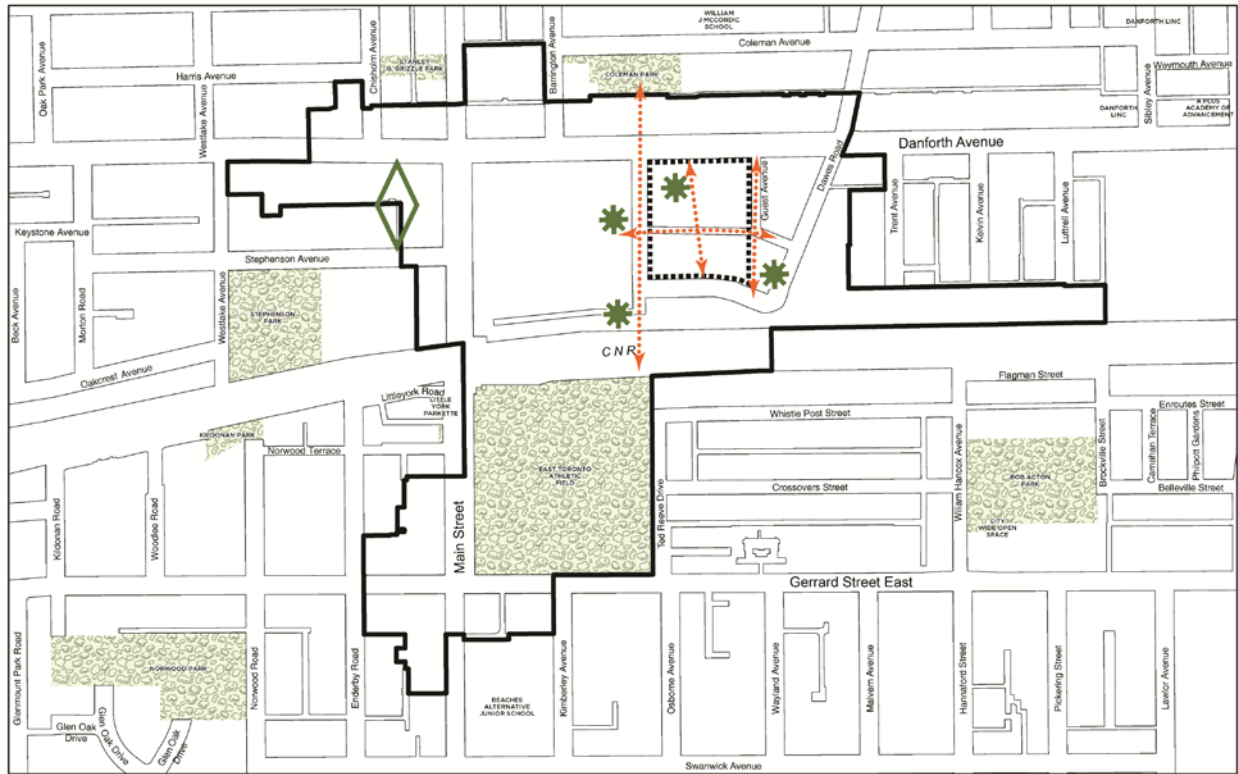 WILLIAM
J MCCORDIC
SCHOOL
DANFORTH LINC
Oak Park Avenue
Chisholm Avenue
Barrington Avenue
Coleman Avenue
STANLEY
G. GRIZZLE PARK
Harris Avenue
COLEMAN PARK
Weymouth Avenue
Sibley Avenue
Westlake Avenue
DANFORTH
LINC
A PLUS
ACADEMY OF
ADVANCEMENT
Danforth Avenue
Dawes Road
Guest Avenue
Trent Avenue
Kelvin Avenue
Luttrell Avenue
Keystone Avenue
Stephenson Avenue
Beck Avenue
Morton Road
Westlake Avenue
STEPHENSON
PARK
CNR
Oakcrest Avenue
Littleyork Road
LITTLE
YORK
PARKETTE
Flagman Street
Whistle Post Street
Enroutes Street
KILDONAN PARK
Norwood Terrace
William Hancox Avenue
Brockville Street
Carnahan Terrace
Philpott Gardens
EAST TORONTO
ATHLETIC
FIELD
BOB ACTON
PARK
Crossovers Street
Belleville Street
Kildonan Road
Woodlee Road
Main Street
Ted Reeve Drive
CITY
WIDE OPEN
SPACE
Gerrard Street East
Glenmount Park Road
NORWOOD PARK
Norwood Road
Enderby Road
BEACHES
ALTERNATIVE
JUNIOR SCHOOL
Kimberley Avenue
Osborne Avenue
Wayland Avenue
Malvern Avenue
Hannaford Street
Pickering Street
Lawlor Avenue
Glen Oak
Drive
Glen Oak Drive
Glen Oak
Drive
Swanwick Avenue